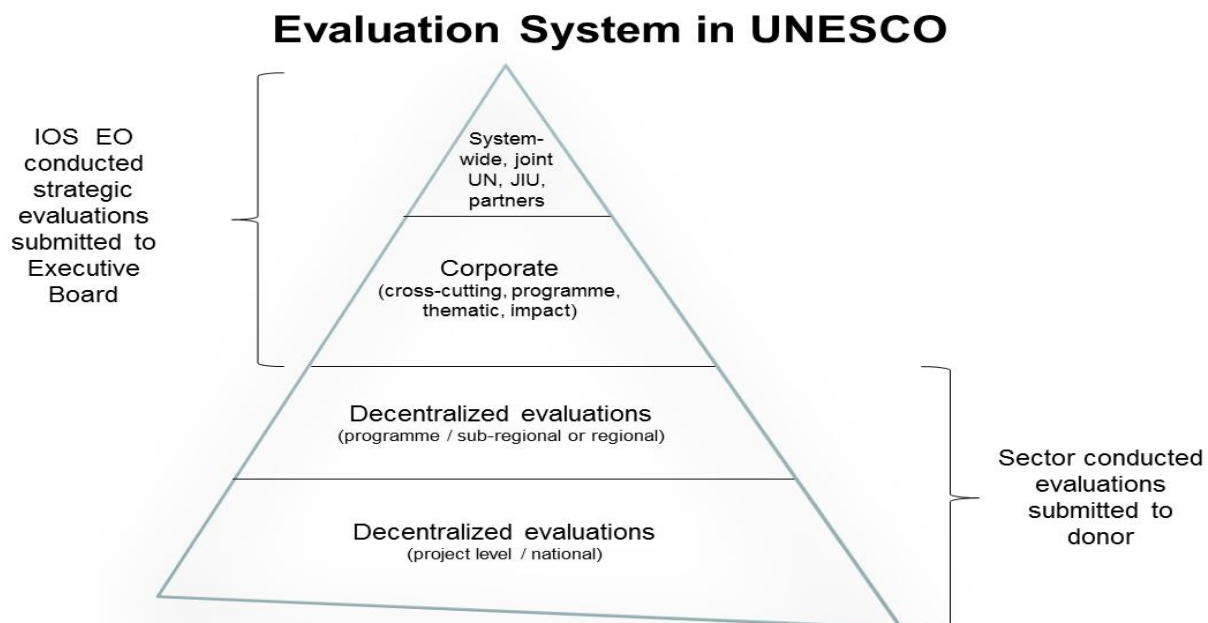 Evaluation System in UNESCO
IOS EO
conducted
strategic
evaluations
submitted to
Executive
Board
System-
wide, joint
UN, JIU,
partners
Corporate
(cross-cutting, programme,
thematic, impact)
Decentralized evaluations
(programme / sub-regional or regional)
Decentralized evaluations
(project level / national)
Sector conducted
evaluations
submitted to
donor